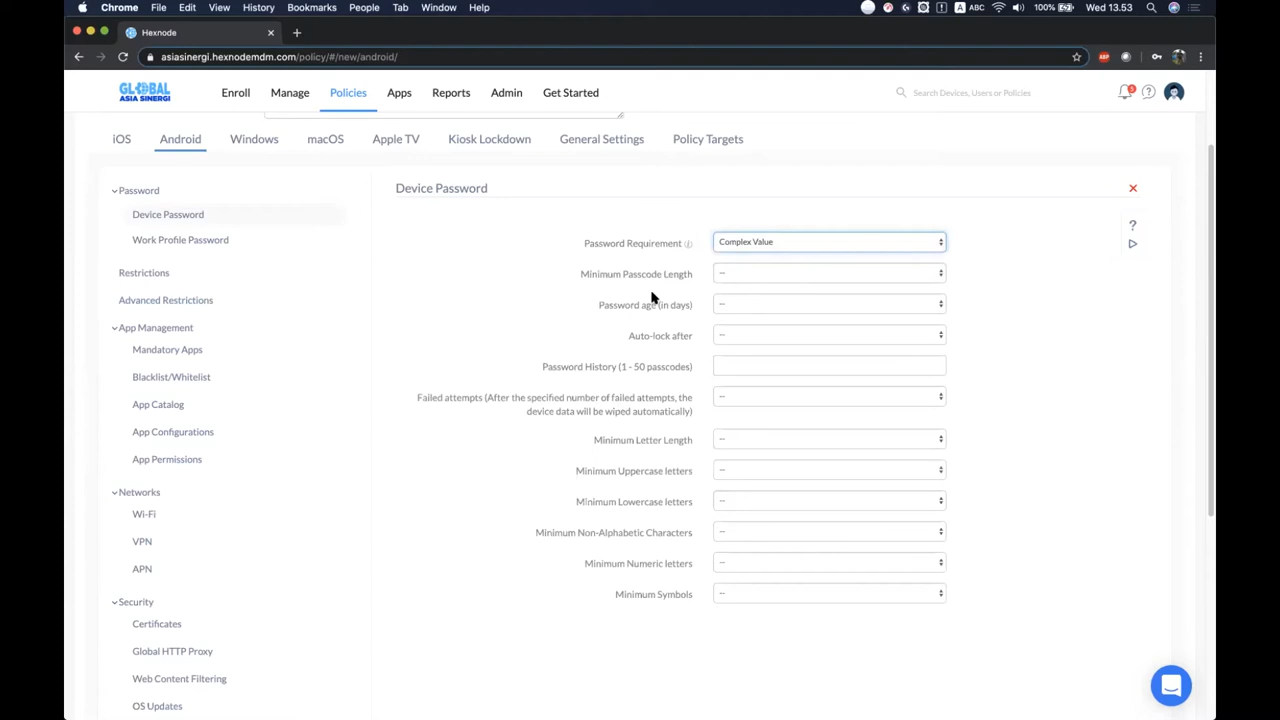 Chrome File Edit View History Bookmarks People Tab Window Help A ABC 100% Wed 13.53
Hexnode
asiasinergi.hexnodemdm.com/policy/#/new/android/ ABP
GLOBAL
ASIA SINERGI
Enroll Manage Policies Apps Reports Admin Get Started Search Devices, Users or Policies
iOS Android Windows macOS Apple TV Kiosk Lockdown General Settings Policy Targets
Password
Device Password
Work Profile Password
Restrictions
Advanced Restrictions
App Management
Mandatory Apps
Blacklist/Whitelist
App Catalog
App Configurations
App Permissions
Networks
Wi-Fi
VPN
APN
Security
Certificates
Global HTTP Proxy
Web Content Filtering
OS Updates
Device Password
?
Password Requirement i Complex Value
Minimum Passcode Length --
Password age (in days) --
Auto-lock after --
Password History (1 - 50 passcodes)
Failed attempts (After the specified number of failed attempts, the --
device data will be wiped automatically)
Minimum Letter Length --
Minimum Uppercase letters --
Minimum Lowercase letters --
Minimum Non-Alphabetic Characters --
Minimum Numeric letters --
Minimum Symbols --